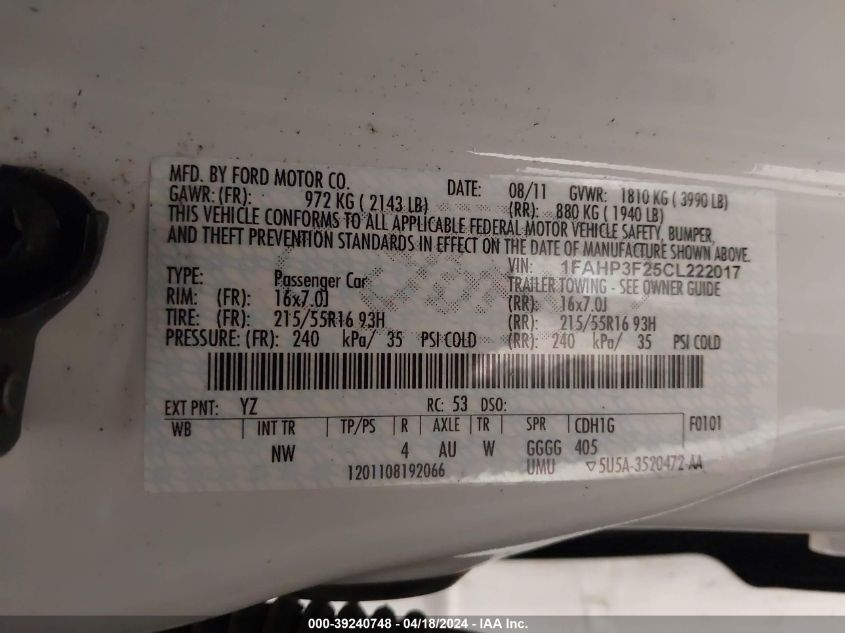 MFD. BY FORD MOTOR CO.
DATE: 08/11 GVWR: 1810 KG ( 3990 LB)
GAWR: (FR): 972 KG ( 2143 LB) (RR): 880 KG ( 1940 LB)
THIS VEHICLE CONFORMS TO ALL APPLICABLE FEDERAL MOTOR VEHICLE SAFETY, BUMPER,
AND THEFT PREVENTION STANDARDS IN EFFECT ON THE DATE OF MANUFACTURE SHOWN ABOVE.
VIN: 1FAHP3F25CL222017
TYPE: Passenger Car TRAILER TOWING - SEE OWNER GUIDE
RIM: (FR): 16x7.0J (RR): 16x7.0J
TIRE: (FR): 215/55R16 93H (RR): 215/55R16 93H
PRESSURE: (FR): 240 kPa/ 35 PSI COLD (RR): 240 kPa/ 35 PSI COLD
EXT PNT: YZ RC: 53 DSO:
WB INT TR TP/PS R AXLE TR SPR CDH1G F0101
NW 4 AU W GGGG 405
1201108192066 UMU ▽5U5A-3520472-AA
000-39240748 - 04/18/2024 - IAA Inc.